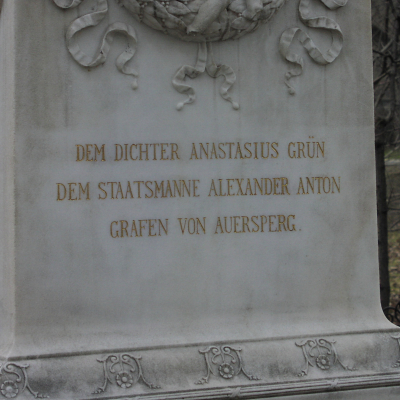 DEM DICHTER ANASTASIUS GRÜN
DEM STAATSMANNE ALEXANDER ANTON
GRAFEN VON AUERSPERG.